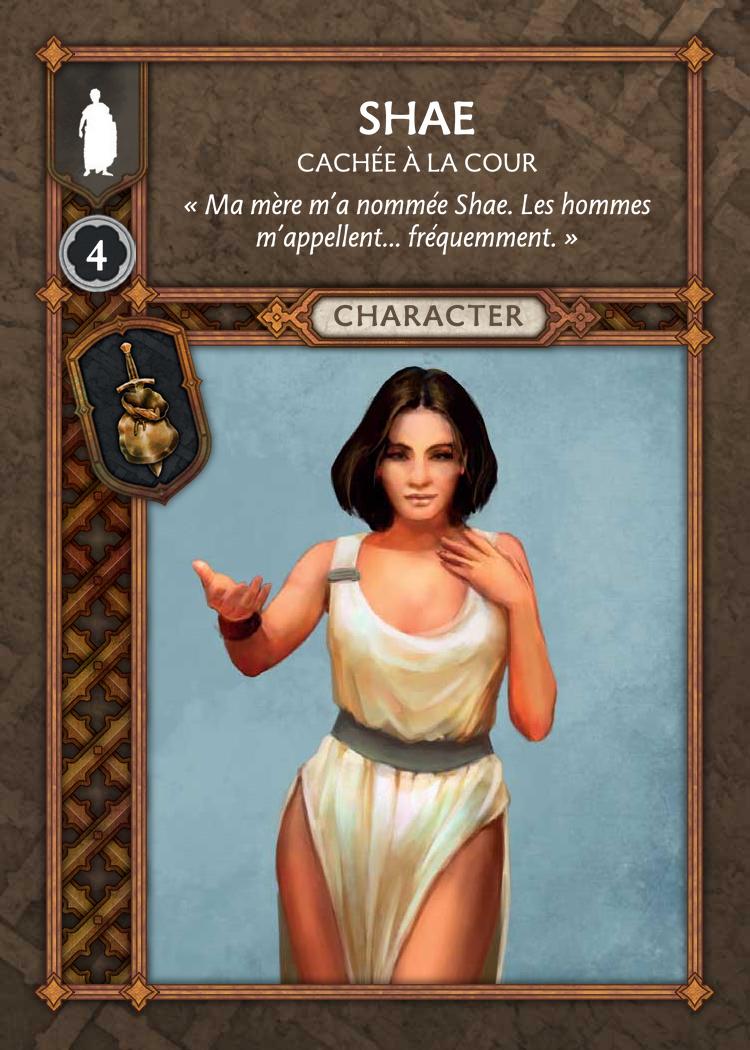 SHAE
CACHÉE À LA COUR
« Ma mère m’a nommée Shae. Les hommes
m’appellent... fréquemment. »
4
CHARACTER